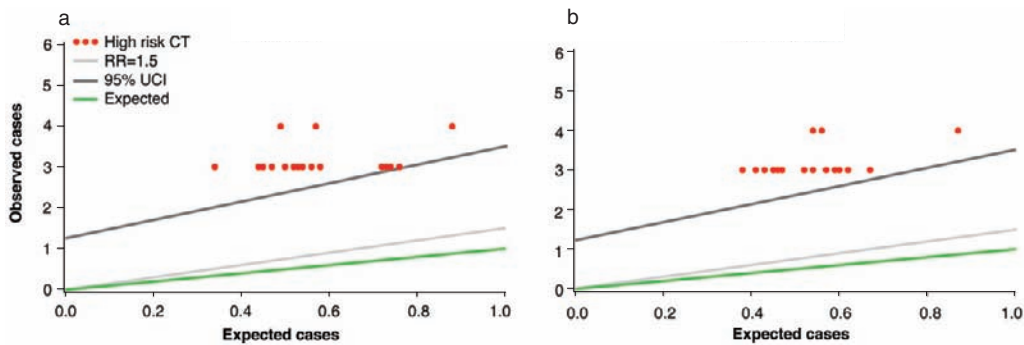 a
6
5
4
3
2
1
0
Observed cases
High risk CT
RR=1.5
95% UCI
Expected
0.0 0.2 0.4 0.6 0.8 1.0
Expected cases
b
6
5
4
3
2
1
0
0.0 0.2 0.4 0.6 0.8 1.0
Expected cases